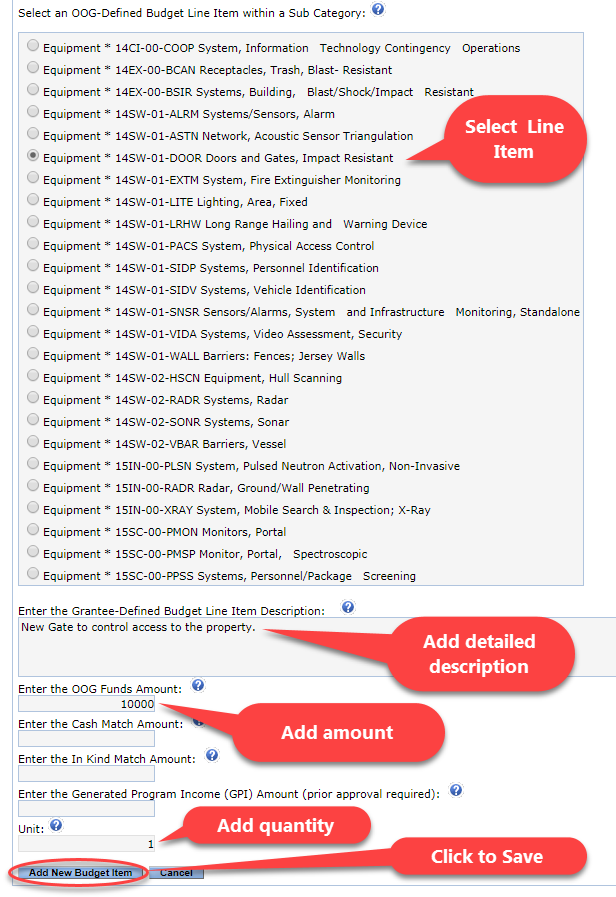 Select an OOG-Defined Budget Line Item within a Sub Category: ?
Equipment * 14CI-00-COOP System, Information Technology Contingency Operations
Equipment * 14EX-00-BCAN Receptacles, Trash, Blast- Resistant
Equipment * 14EX-00-BSIR Systems, Building, Blast/Shock/Impact Resistant
Equipment * 14SW-01-ALRM Systems/Sensors, Alarm
Equipment * 14SW-01-ASTN Network, Acoustic Sensor Triangulation
Equipment * 14SW-01-DOOR Doors and Gates, Impact Resistant
Select Line
Item
Equipment * 14SW-01-EXTM System, Fire Extinguisher Monitoring
Equipment * 14SW-01-LITE Lighting, Area, Fixed
Equipment * 14SW-01-LRHW Long Range Hailing and Warning Device
Equipment * 14SW-01-PACS System, Physical Access Control
Equipment * 14SW-01-SIDP Systems, Personnel Identification
Equipment * 14SW-01-SIDV Systems, Vehicle Identification
Equipment * 14SW-01-SNSR Sensors/Alarms, System and Infrastructure Monitoring, Standalone
Equipment * 14SW-01-VIDA Systems, Video Assessment, Security
Equipment * 14SW-01-WALL Barriers: Fences; Jersey Walls
Equipment * 14SW-02-HSCN Equipment, Hull Scanning
Equipment * 14SW-02-RADR Systems, Radar
Equipment * 14SW-02-SONR Systems, Sonar
Equipment * 14SW-02-VBAR Barriers, Vessel
Equipment * 15IN-00-PLSN System, Pulsed Neutron Activation, Non-Invasive
Equipment * 15IN-00-RADR Radar, Ground/Wall Penetrating
Equipment * 15IN-00-XRAY System, Mobile Search & Inspection; X-Ray
Equipment * 15SC-00-PMON Monitors, Portal
Equipment * 15SC-00-PMSP Monitor, Portal, Spectroscopic
Equipment * 15SC-00-PPSS Systems, Personnel/Package Screening
Enter the Grantee-Defined Budget Line Item Description: ?
New Gate to control access to the property.
Add detailed
description
Enter the OOG Funds Amount: ?
10000
Add amount
Enter the Cash Match Amount: ?
Enter the In Kind Match Amount: ?
Enter the Generated Program Income (GPI) Amount (prior approval required): ?
Unit: ?
1
Add quantity
Click to Save
Add New Budget Item
Cancel